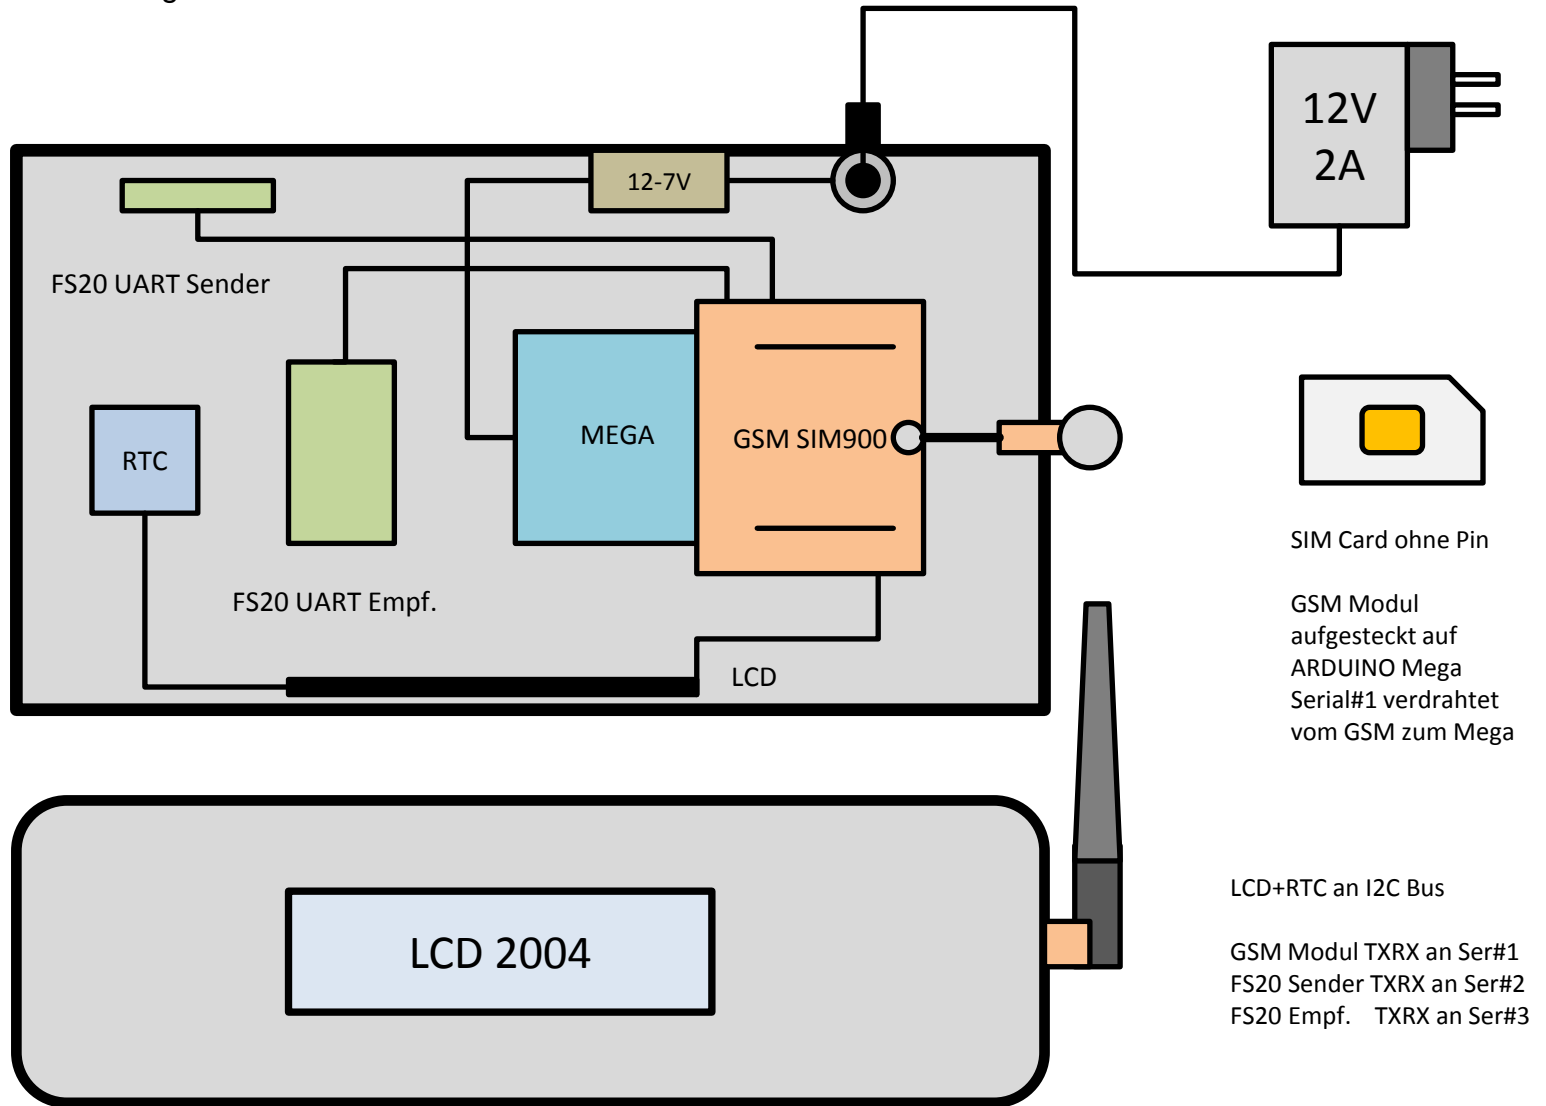 12V
2A
12-7V
FS20 UART Sender
MEGA
GSM SIM900
RTC
FS20 UART Empf.
LCD
SIM Card ohne Pin
GSM Modul
aufgesteckt auf
ARDUINO Mega
Serial#1 verdrahtet
vom GSM zum Mega
LCD 2004
LCD+RTC an I2C Bus
GSM Modul TXRX an Ser#1
FS20 Sender TXRX an Ser#2
FS20 Empf. TXRX an Ser#3